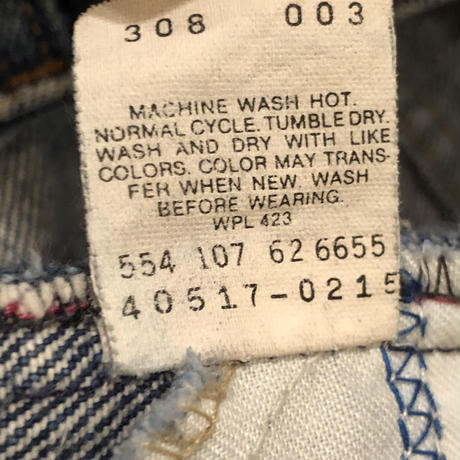 308 003
MACHINE WASH HOT.
NORMAL CYCLE. TUMBLE DRY.
WASH AND DRY WITH LIKE
COLORS. COLOR MAY TRANS-
FER WHEN NEW. WASH
BEFORE WEARING.
WPL 423
554 107 62 6655
40517-0215